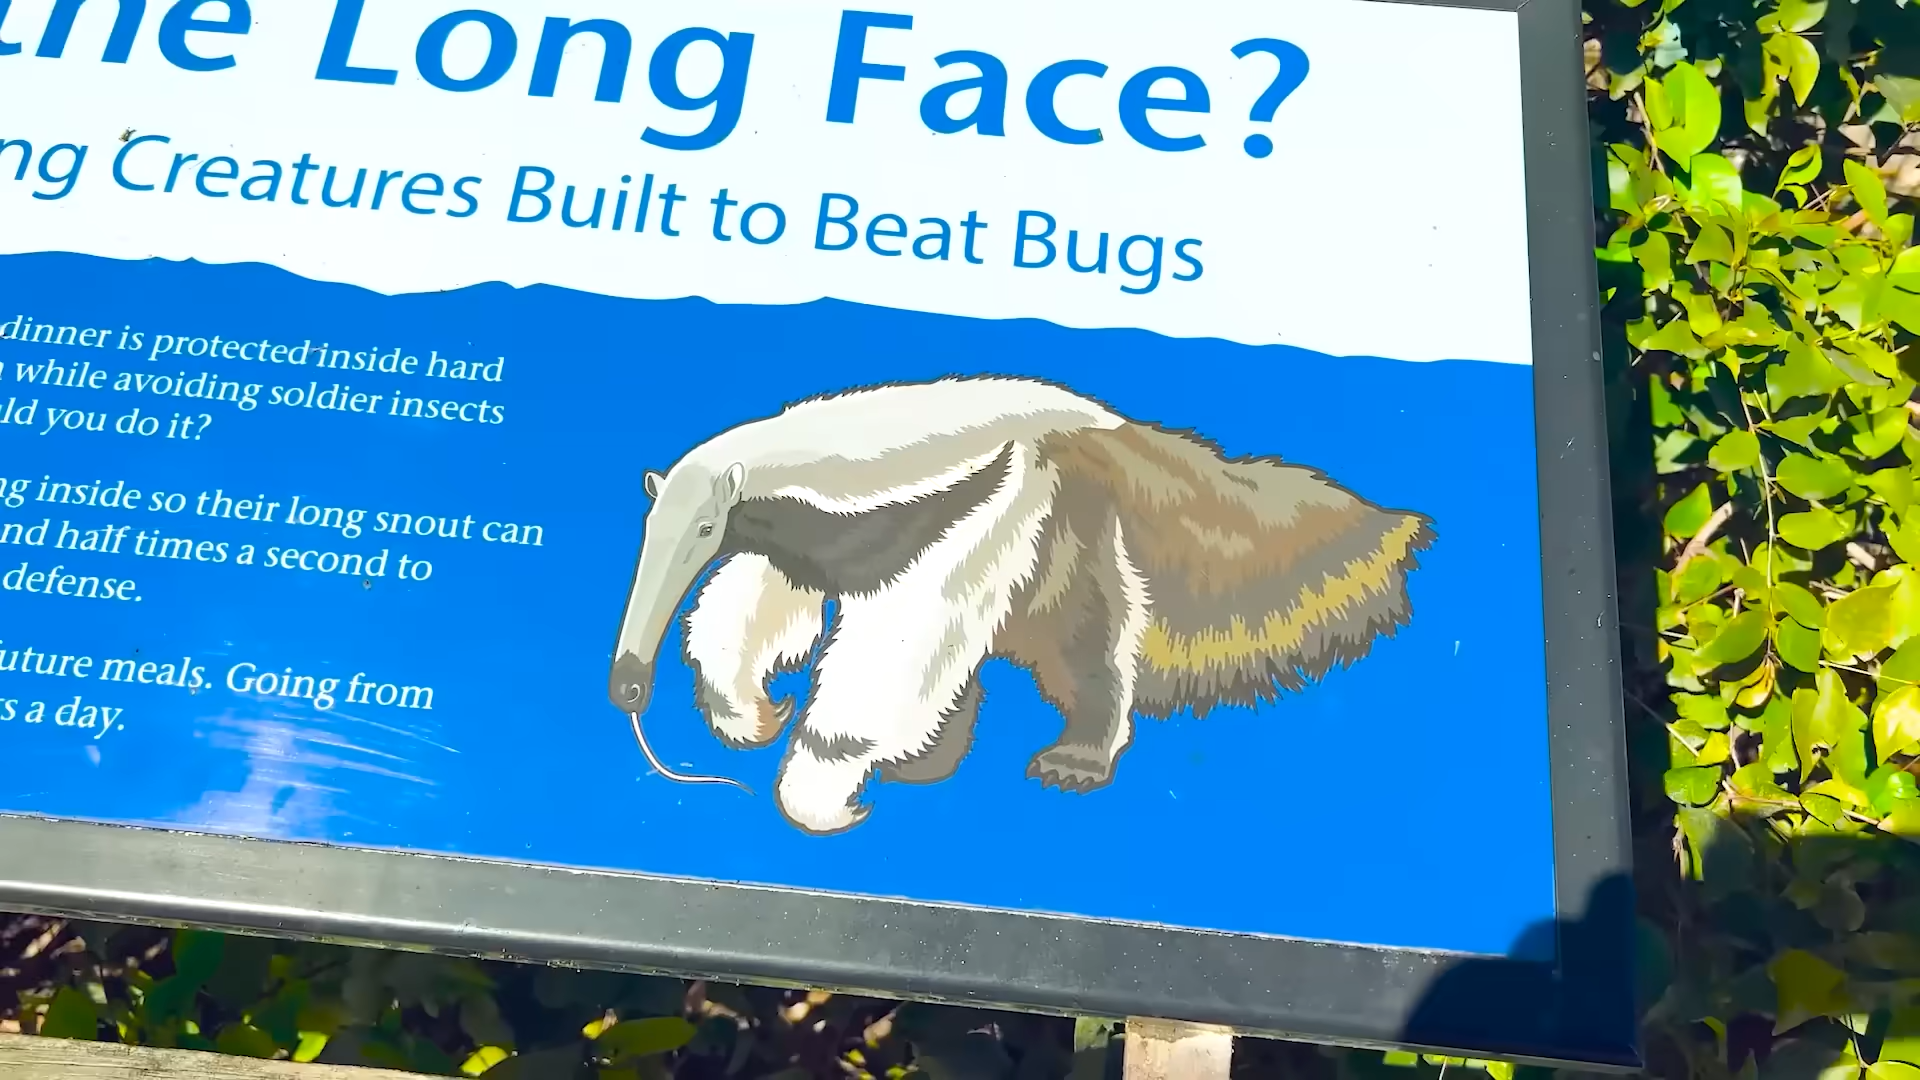 the Long Face?
ng Creatures Built to Beat Bugs
dinner is protected inside hard
while avoiding soldier insects
ld you do it?
ng inside so their long snout can
nd half times a second to
defense.
uture meals. Going from
s a day.